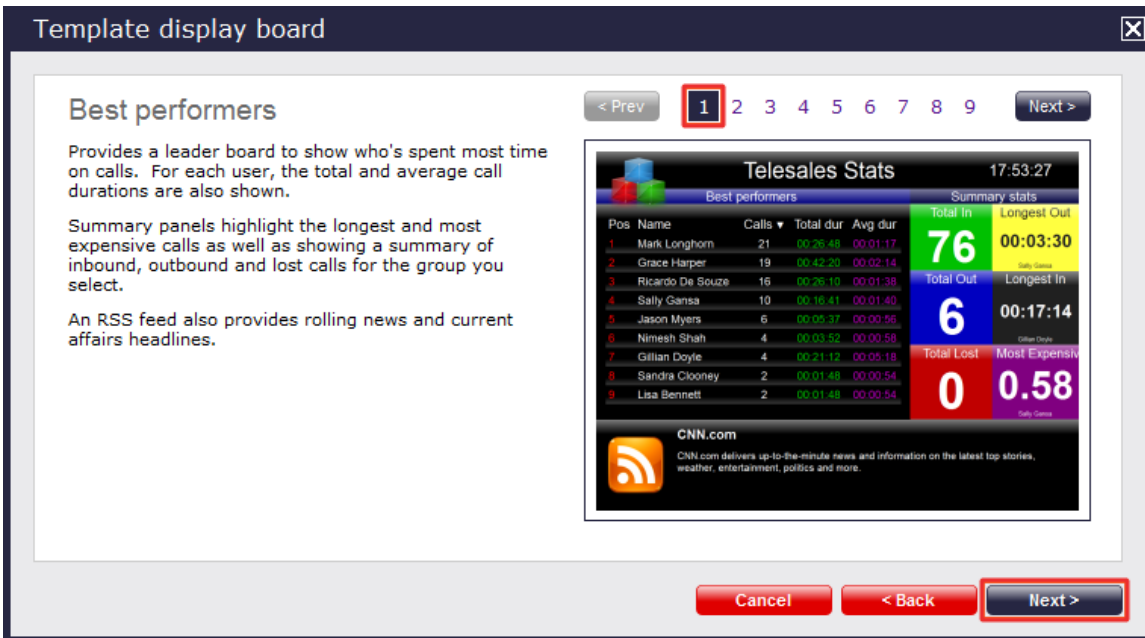 Template display board
Best performers
Provides a leader board to show who's spent most time
on calls. For each user, the total and average call
durations are also shown.
Summary panels highlight the longest and most
expensive calls as well as showing a summary of
inbound, outbound and lost calls for the group you
select.
An RSS feed also provides rolling news and current
affairs headlines.
< Prev 1 2 3 4 5 6 7 8 9 Next >
Telesales Stats 17:53:27
Best performers Summary stats
Pos Name Calls ▼ Total dur Avg dur
1 Mark Longhorn 21 00:26:48 00:01:17
2 Grace Harper 19 00:42:20 00:02:14
3 Ricardo De Souze 16 00:26:10 00:01:38
4 Sally Gansa 10 00:16:41 00:01:40
5 Jason Myers 6 00:05:37 00:00:56
6 Nimesh Shah 4 00:03:52 00:00:58
7 Gillian Doyle 4 00:21:12 00:05:18
8 Sandra Clooney 2 00:01:48 00:00:54
9 Lisa Bennett 2 00:01:48 00:00:54
Total In
76
Longest Out
00:03:30
Sally Gansa
Total Out
6
Longest In
00:17:14
Gillian Doyle
Total Lost
0
Most Expensiv
0.58
Sally Gansa
CNN.com
CNN.com delivers up-to-the-minute news and information on the latest top stories,
weather, entertainment, politics and more.
Cancel < Back Next >